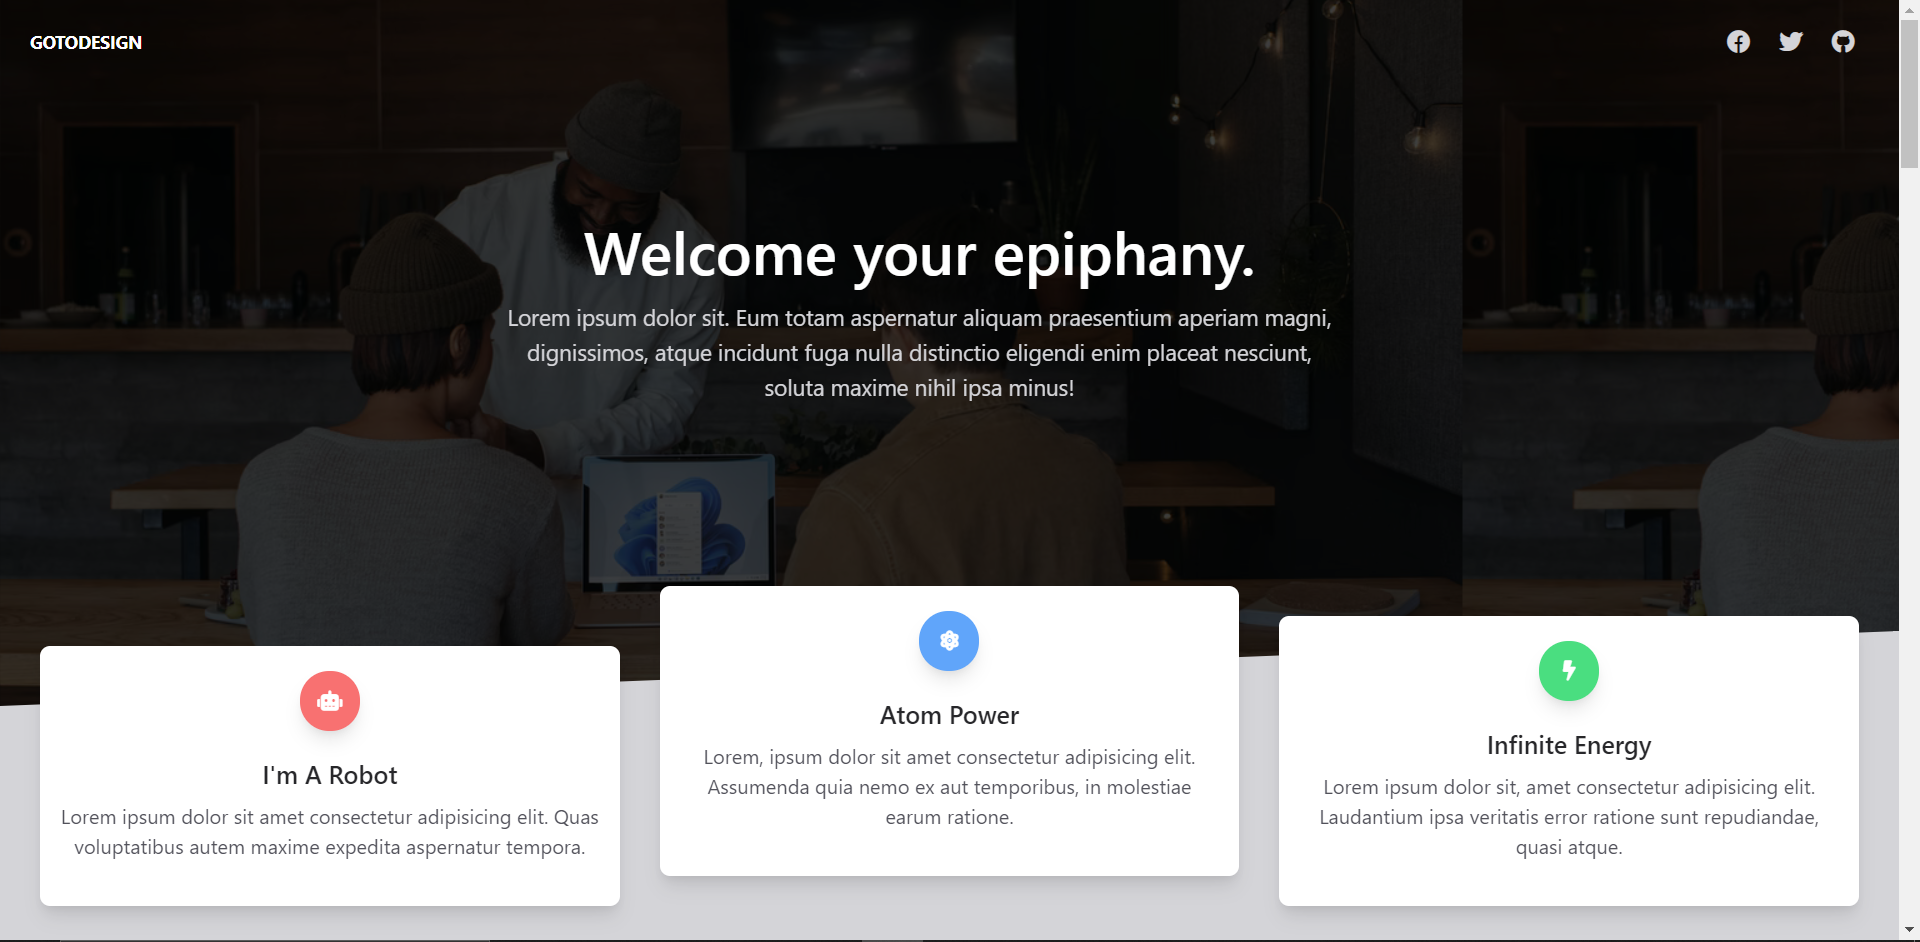 GOTODESIGN
Welcome your epiphany.
Lorem ipsum dolor sit. Eum totam aspernatur aliquam praesentium aperiam magni,
dignissimos, atque incidunt fuga nulla distinctio eligendi enim placeat nesciunt,
soluta maxime nihil ipsa minus!
I'm A Robot
Lorem ipsum dolor sit amet consectetur adipisicing elit. Quas
voluptatibus autem maxime expedita aspernatur tempora.
Atom Power
Lorem, ipsum dolor sit amet consectetur adipisicing elit.
Assumenda quia nemo ex aut temporibus, in molestiae
earum ratione.
Infinite Energy
Lorem ipsum dolor sit, amet consectetur adipisicing elit.
Laudantium ipsa veritatis error ratione sunt repudiandae,
quasi atque.